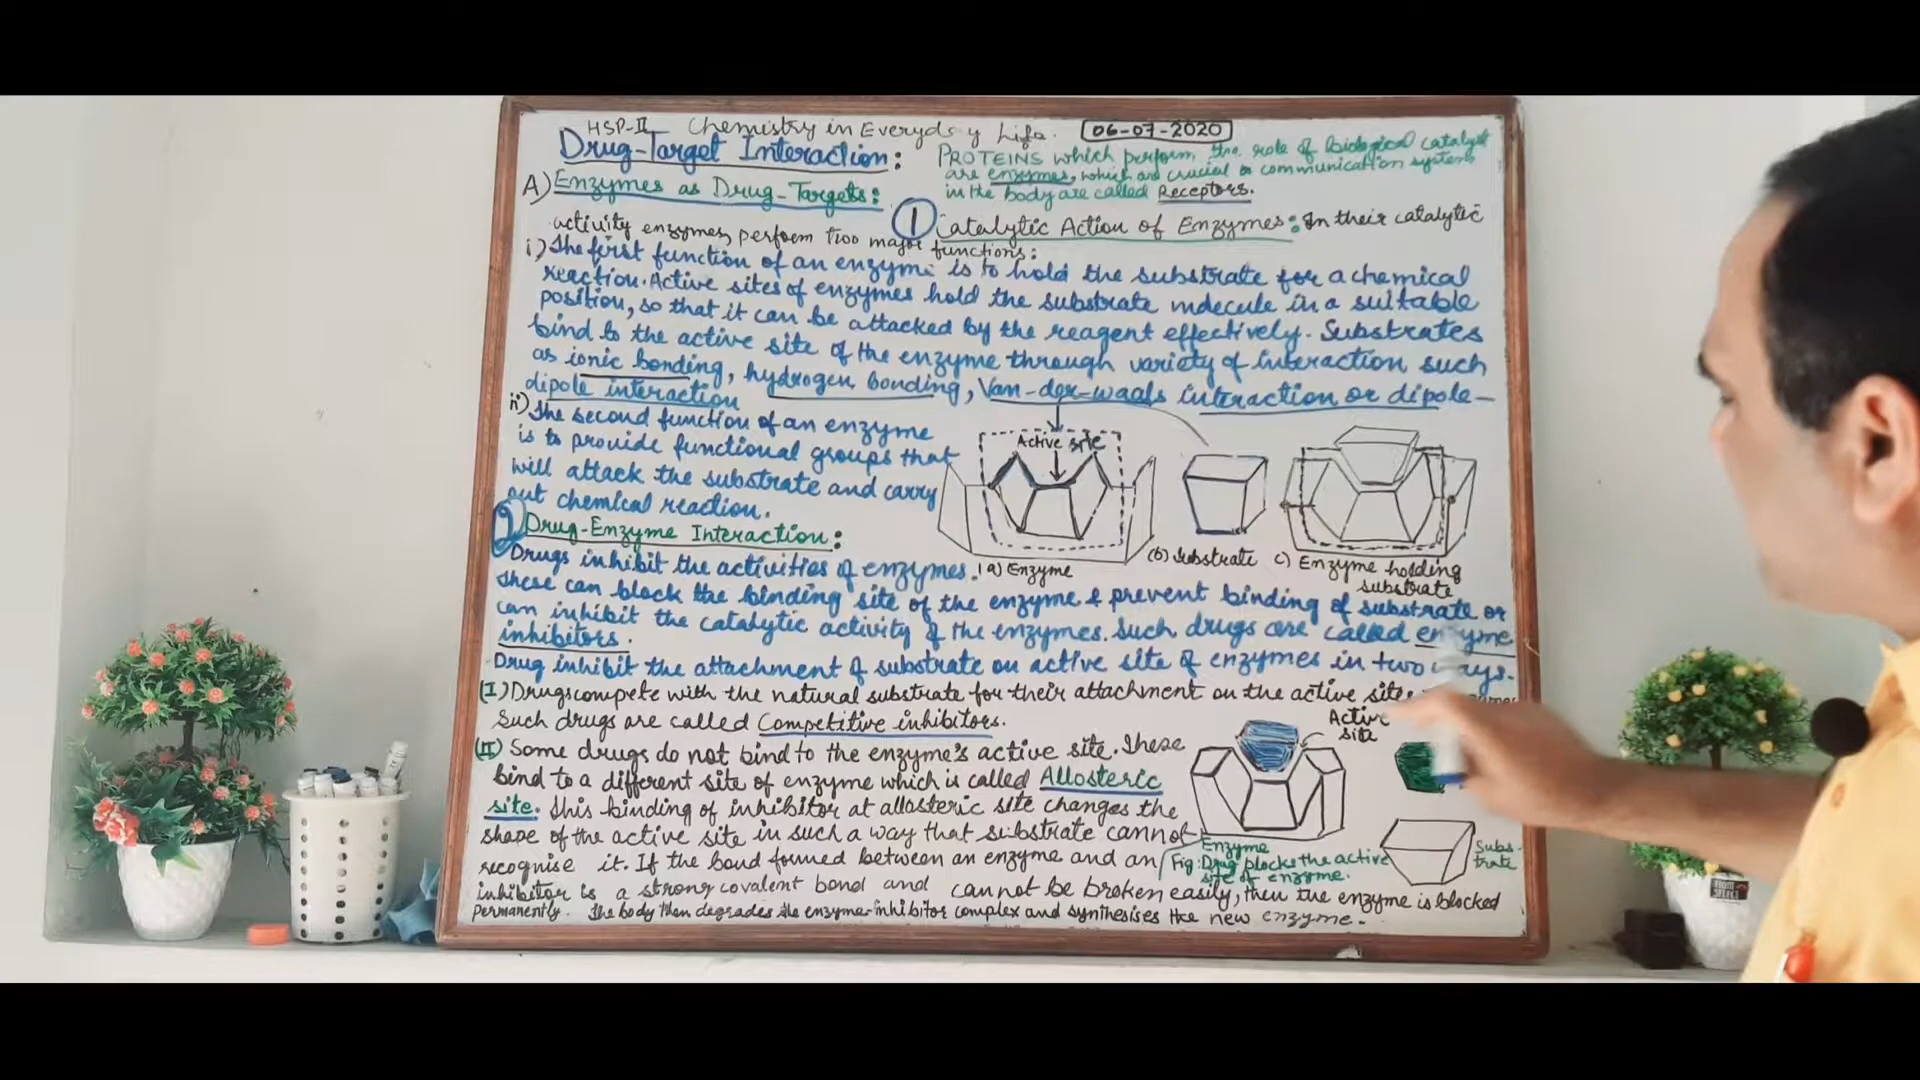 HSP-II Chemistry in Everyday Life. 06-07-2020
Drug-Target Interaction:
PROTEINS which perform the role of biological catalyst
are enzymes, which are crucial to communication system
in the body are called Receptors.
A) Enzymes as Drug-Targets:
1 Catalytic Action of Enzymes: In their catalytic
activity enzymes perform two major functions:
i) The first function of an enzyme is to hold the substrate for a chemical
reaction. Active sites of enzymes hold the substrate molecule in a suitable
position, so that it can be attacked by the reagent effectively. Substrates
bind to the active site of the enzyme through variety of interaction such
as ionic bonding, hydrogen bonding, Van-der-waals interaction or dipole-
dipole interaction
ii) The second function of an enzyme
is to provide functional groups that
will attack the substrate and carry
out chemical reaction.
Active site
(a) Enzyme
(b) Substrate
c) Enzyme holding
substrate
2 Drug-Enzyme Interaction:
Drugs inhibit the activities of enzymes.
These can block the binding site of the enzyme & prevent binding of substrate or
can inhibit the catalytic activity of the enzymes. Such drugs are called enzyme
inhibitors.
Drug inhibit the attachment of substrate on active site of enzymes in two ways.
(I) Drugs compete with the natural substrate for their attachment on the active site
Such drugs are called Competitive inhibitors.
(II) Some drugs do not bind to the enzyme's active site. These
bind to a different site of enzyme which is called Allosteric
site. This binding of inhibitor at allosteric site changes the
shape of the active site in such a way that substrate cannot
recognise it. If the bond formed between an enzyme and an
inhibitor is a strong covalent bond and cannot be broken easily, then the enzyme is blocked
permanently. The body then degrades the enzyme-inhibitor complex and synthesises the new enzyme.
Active
site
Enzyme
Fig: Drug blocks the active
site of enzyme.
Subs-
trate